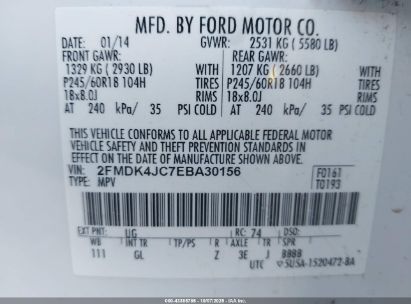 MFD. BY FORD MOTOR CO.
DATE: 01/14 GVWR: 2531 KG ( 5580 LB)
FRONT GAWR: REAR GAWR:
1329 KG ( 2930 LB) WITH 1207 KG ( 2660 LB) WITH
P245/60R18 104H TIRES P245/60R18 104H TIRES
18x8.0J RIMS 18x8.0J RIMS
AT 240 kPa/ 35 PSI COLD AT 240 kPa/ 35 PSI COLD
THIS VEHICLE CONFORMS TO ALL APPLICABLE FEDERAL MOTOR
VEHICLE SAFETY AND THEFT PREVENTION STANDARDS IN
EFFECT ON THE DATE OF MANUFACTURE SHOWN ABOVE.
VIN: 2FMDK4JC7EBA30156 F0161
TYPE: MPV T0193
EXT PNT: UG RC: 74 DSO:
WB INT TR TP/PS R AXLE TR SPR
111 GL Z 3E J BBBB
UTC 5USA-1520472-BA